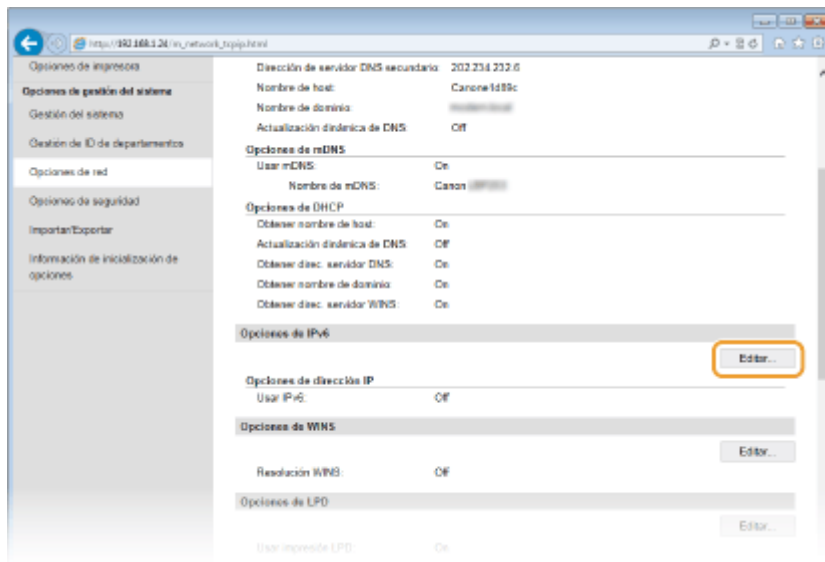 http://192.168.1.24/m_network_tcpip.html
Opciones de impresora
Opciones de gestión del sistema
Gestión del sistema
Gestión de ID de departamentos
Opciones de red
Opciones de seguridad
Importar/Exportar
Información de inicialización de
opciones
Dirección de servidor DNS secundario: 202.234.232.6
Nombre de host: Canone1d89c
Nombre de dominio:
Actualización dinámica de DNS: Off
Opciones de mDNS
Usar mDNS: On
Nombre de mDNS: Canon
Opciones de DHCP
Obtener nombre de host: On
Actualización dinámica de DNS: Off
Obtener direc. servidor DNS: On
Obtener nombre de dominio: On
Obtener direc. servidor WINS: On
Opciones de IPv6
Editar...
Opciones de dirección IP
Usar IPv6: Off
Opciones de WINS
Editar...
Resolución WINS: Off
Opciones de LPD
Editar...
Usar impresión LPD: On